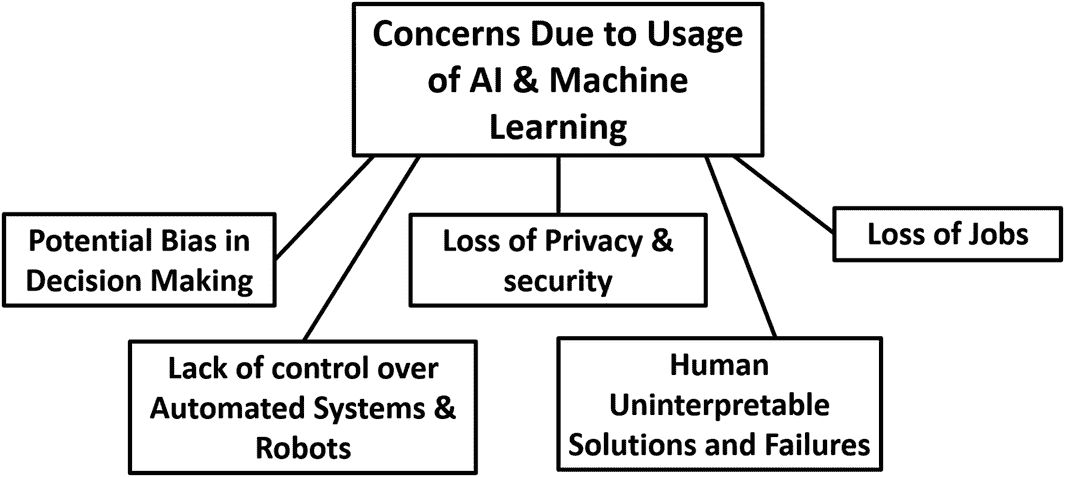 Concerns Due to Usage
of AI & Machine
Learning
Potential Bias in
Decision Making
Loss of Privacy &
security
Loss of Jobs
Lack of control over
Automated Systems &
Robots
Human
Uninterpretable
Solutions and Failures